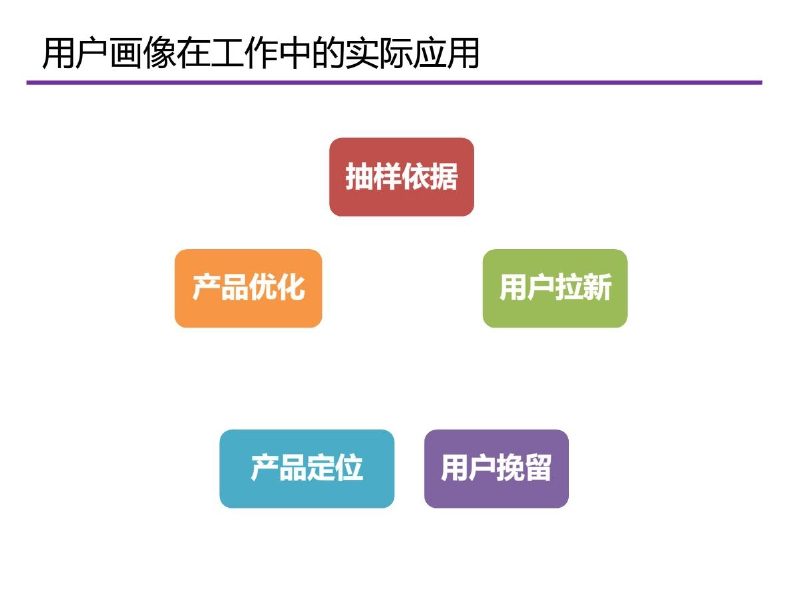 用户画像在工作中的实际应用
抽样依据
产品优化
用户拉新
产品定位
用户挽留